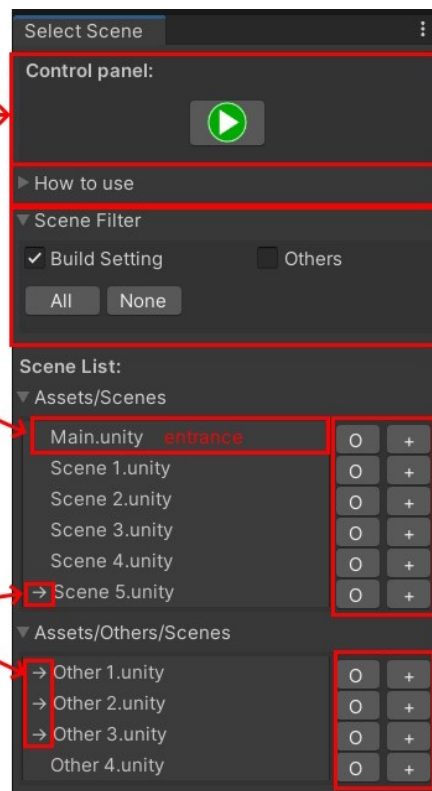 Select Scene
Control panel:
How to use
Scene Filter
Build Setting Others
All None
Scene List:
Assets/Scenes
Main.unity entrance O +
Scene 1.unity O +
Scene 2.unity O +
Scene 3.unity O +
Scene 4.unity O +
→ Scene 5.unity O +
Assets/Others/Scenes
→ Other 1.unity O +
→ Other 2.unity O +
→ Other 3.unity O +
Other 4.unity O +